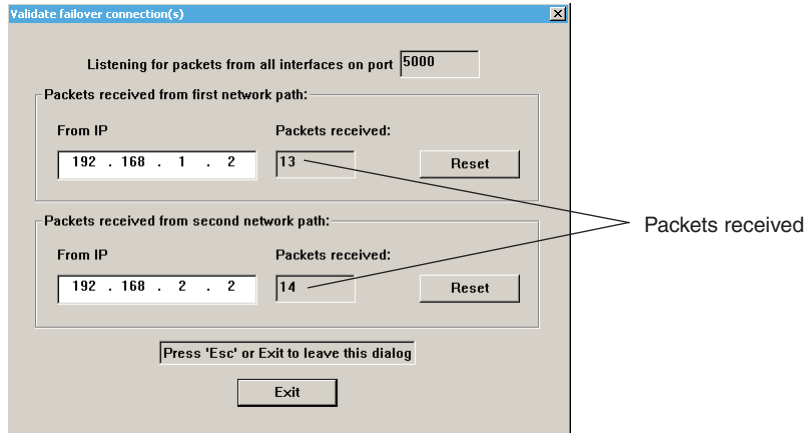 Validate failover connection(s)
Listening for packets from all interfaces on port 5000
Packets received from first network path:
From IP Packets received:
192 . 168 . 1 . 2 13 Reset
Packets received
Packets received from second network path:
From IP Packets received:
192 . 168 . 2 . 2 14 Reset
Press 'Esc' or Exit to leave this dialog
Exit